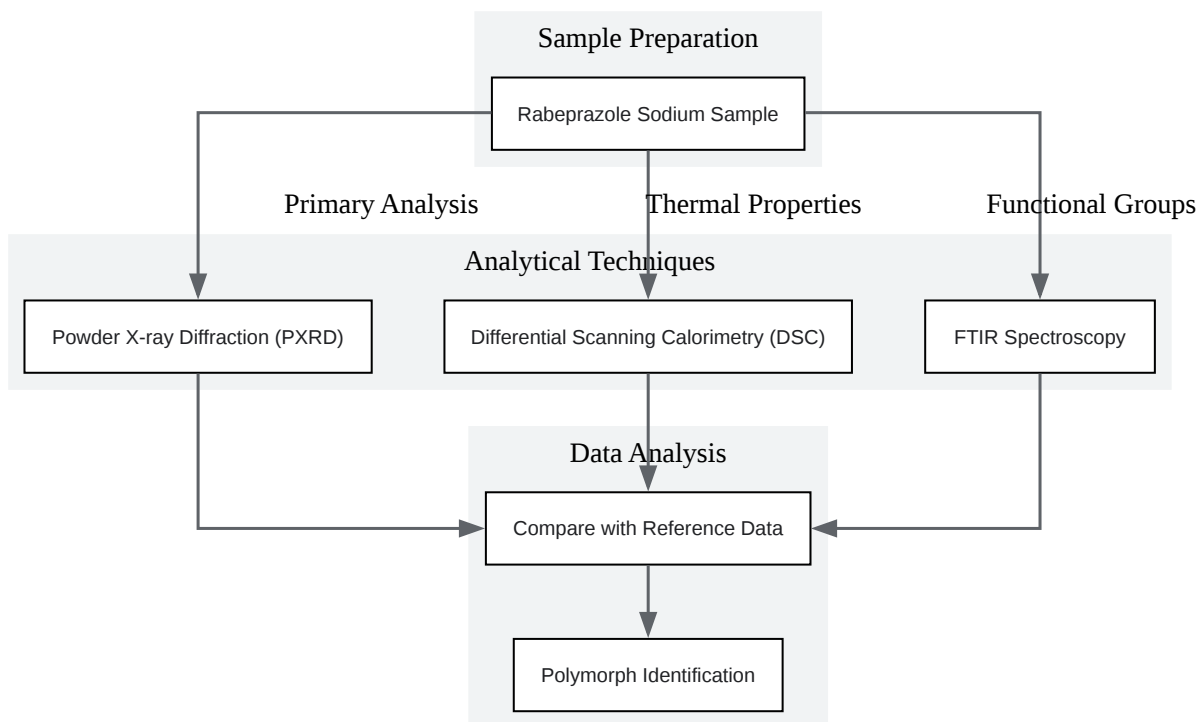 Sample Preparation
Rabeprazole Sodium Sample
Primary Analysis
Thermal Properties
Functional Groups
Analytical Techniques
Powder X-ray Diffraction (PXRD)
Differential Scanning Calorimetry (DSC)
FTIR Spectroscopy
Data Analysis
Compare with Reference Data
Polymorph Identification